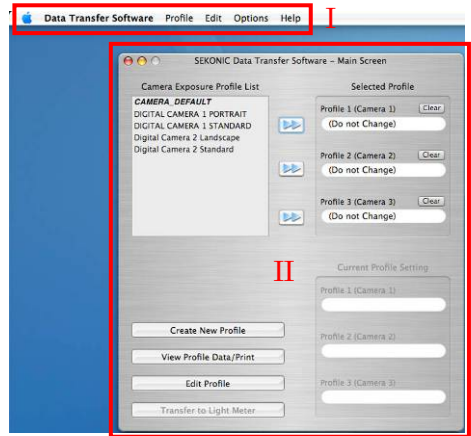 Data Transfer Software Profile Edit Options Help
I
SEKONIC Data Transfer Software – Main Screen
Camera Exposure Profile List
CAMERA_DEFAULT
DIGITAL CAMERA 1 PORTRAIT
DIGITAL CAMERA 1 STANDARD
Digital Camera 2 Landscape
Digital Camera 2 Standard
Selected Profile
Profile 1 (Camera 1) Clear
(Do not Change)
Profile 2 (Camera 2) Clear
(Do not Change)
Profile 3 (Camera 3) Clear
(Do not Change)
II
Current Profile Setting
Profile 1 (Camera 1)
Profile 2 (Camera 2)
Profile 3 (Camera 3)
Create New Profile
View Profile Data/Print
Edit Profile
Transfer to Light Meter